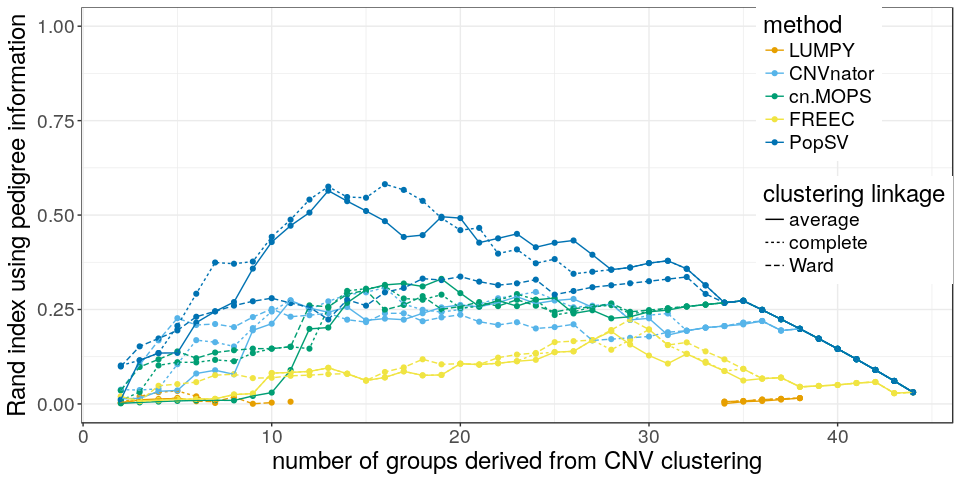 Rand index using pedigree information
1.00
0.75
0.50
0.25
0.00
0
10
20
30
40
number of groups derived from CNV clustering
method
LUMPY
CNVnator
cn.MOPS
FREEC
PopSV
clustering linkage
average
complete
Ward